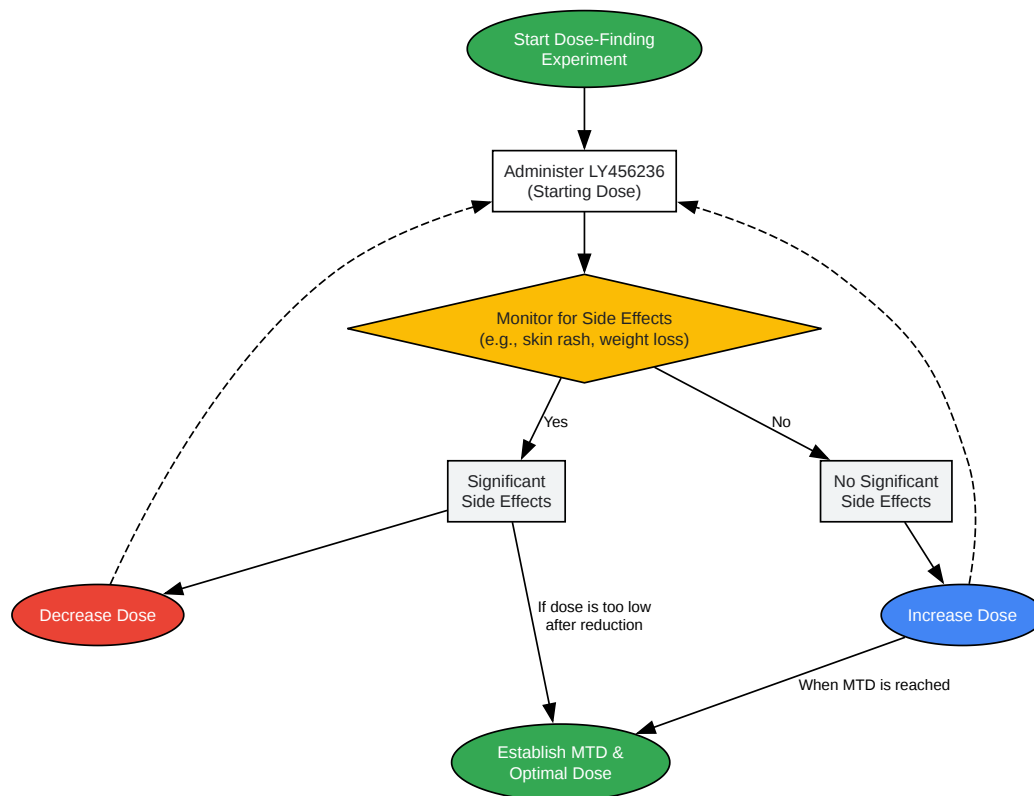 Start Dose-Finding
Experiment
Administer LY456236
(Starting Dose)
Monitor for Side Effects
(e.g., skin rash, weight loss)
Yes
No
Significant
Side Effects
No Significant
Side Effects
Decrease Dose
If dose is too low
after reduction
Increase Dose
When MTD is reached
Establish MTD &
Optimal Dose